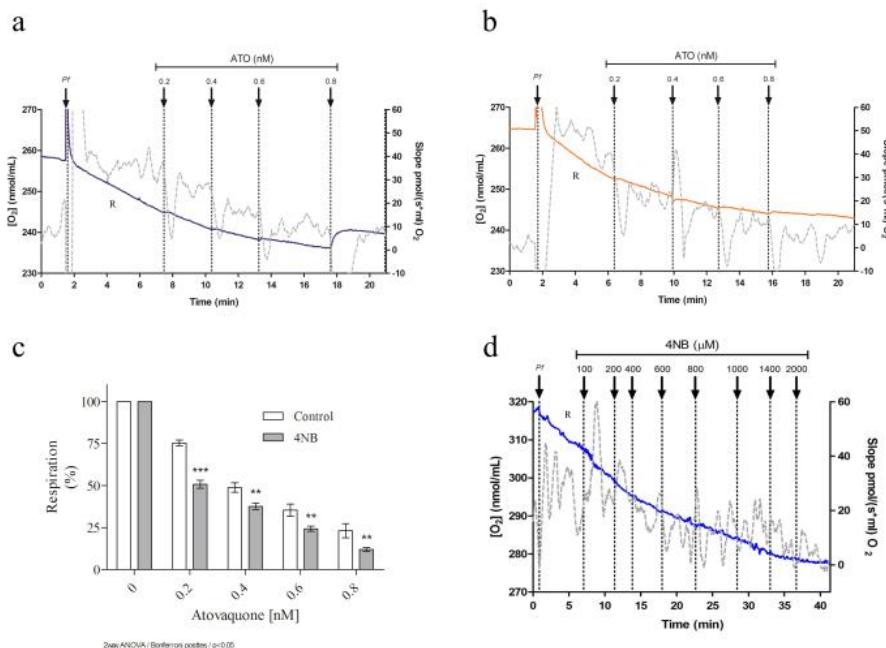 a
ATO (nM)
Pf
0.2
0.4
0.6
0.8
270
260
250
240
230
[O₂] (nmol/mL)
60
50
40
30
20
10
0
-10
Slope pmol/(s*ml) O₂
R
0 2 4 6 8 10 12 14 16 18 20
Time (min)
b
ATO (nM)
Pf
0.2
0.4
0.6
0.8
270
260
250
240
230
[O₂] (nmol/mL)
60
50
40
30
20
10
0
-10
R
0 2 4 6 8 10 12 14 16 18 20
Time (min)
c
Respiration
(%)
100
75
50
25
0
Control
4NB
***
**
**
**
0
0.2
0.4
0.6
0.8
Atovaquone [nM]
2way ANOVA / Bonferroni / p<0.05
d
4NB (μM)
Pf
100
200
400
600
800
1000
1400
2000
320
310
300
290
280
270
260
[O₂] (nmol/mL)
60
40
20
0
Slope pmol/(s*ml) O₂
R
0 5 10 15 20 25 30 35 40
Time (min)